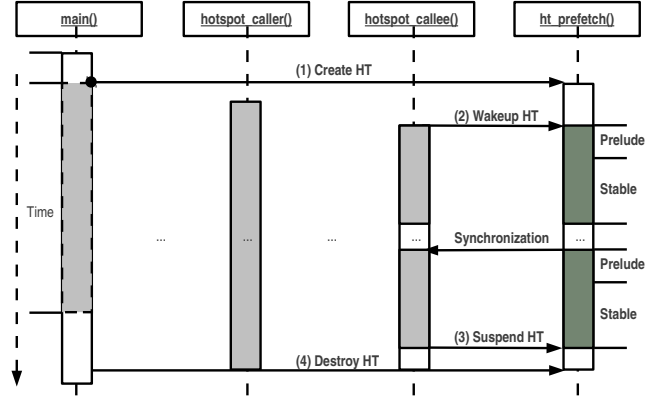 main()
hotspot_caller()
hotspot_callee()
ht_prefetch()
(1) Create HT
(2) Wakeup HT
Prelude
Stable
Time
...
...
...
...
...
Synchronization
Prelude
Stable
(3) Suspend HT
(4) Destroy HT